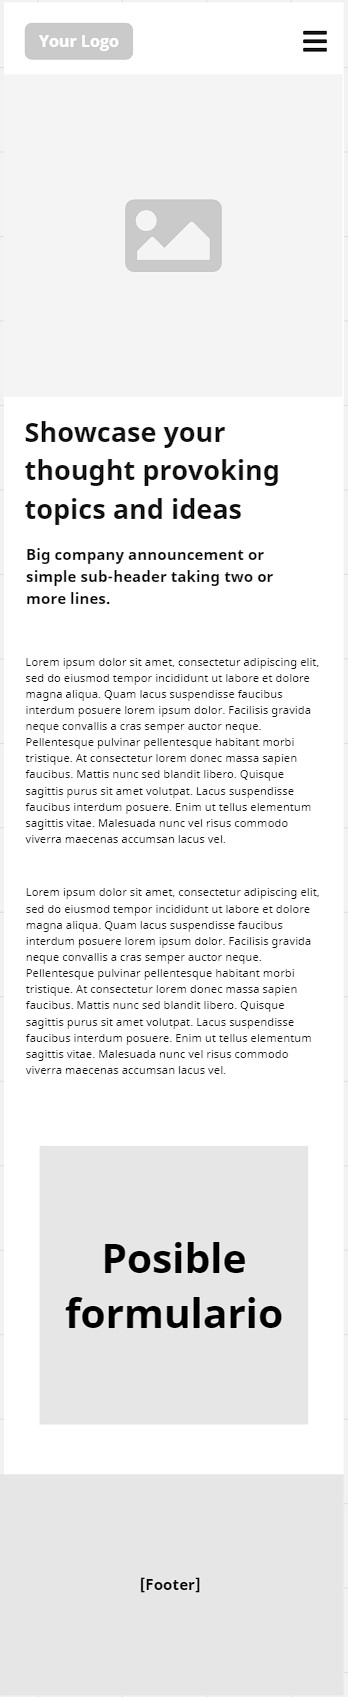 Your Logo
Showcase your
thought provoking
topics and ideas
Big company announcement or
simple sub-header taking two or
more lines.
Lorem ipsum dolor sit amet, consectetur adipiscing elit,
sed do eiusmod tempor incididunt ut labore et dolore
magna aliqua. Quam lacus suspendisse faucibus
interdum posuere lorem ipsum dolor. Facilisis gravida
neque convallis a cras semper auctor neque.
Pellentesque pulvinar pellentesque habitant morbi
tristique. At consectetur lorem donec massa sapien
faucibus. Mattis nunc sed blandit libero. Quisque
sagittis purus sit amet volutpat. Lacus suspendisse
faucibus interdum posuere. Enim ut tellus elementum
sagittis vitae. Malesuada nunc vel risus commodo
viverra maecenas accumsan lacus vel.
Lorem ipsum dolor sit amet, consectetur adipiscing elit,
sed do eiusmod tempor incididunt ut labore et dolore
magna aliqua. Quam lacus suspendisse faucibus
interdum posuere lorem ipsum dolor. Facilisis gravida
neque convallis a cras semper auctor neque.
Pellentesque pulvinar pellentesque habitant morbi
tristique. At consectetur lorem donec massa sapien
faucibus. Mattis nunc sed blandit libero. Quisque
sagittis purus sit amet volutpat. Lacus suspendisse
faucibus interdum posuere. Enim ut tellus elementum
sagittis vitae. Malesuada nunc vel risus commodo
viverra maecenas accumsan lacus vel.
Posible
formulario
[Footer]